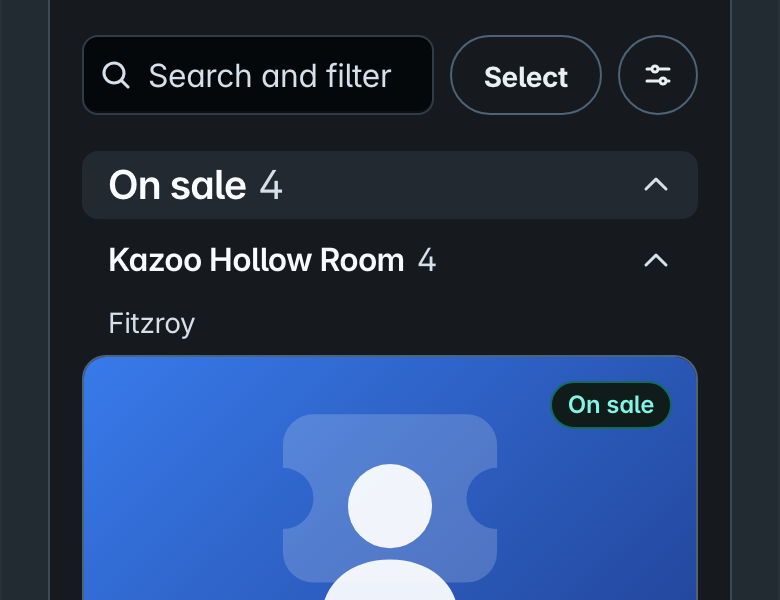 Search and filter
Select
On sale 4
Kazoo Hollow Room 4
Fitzroy
On sale